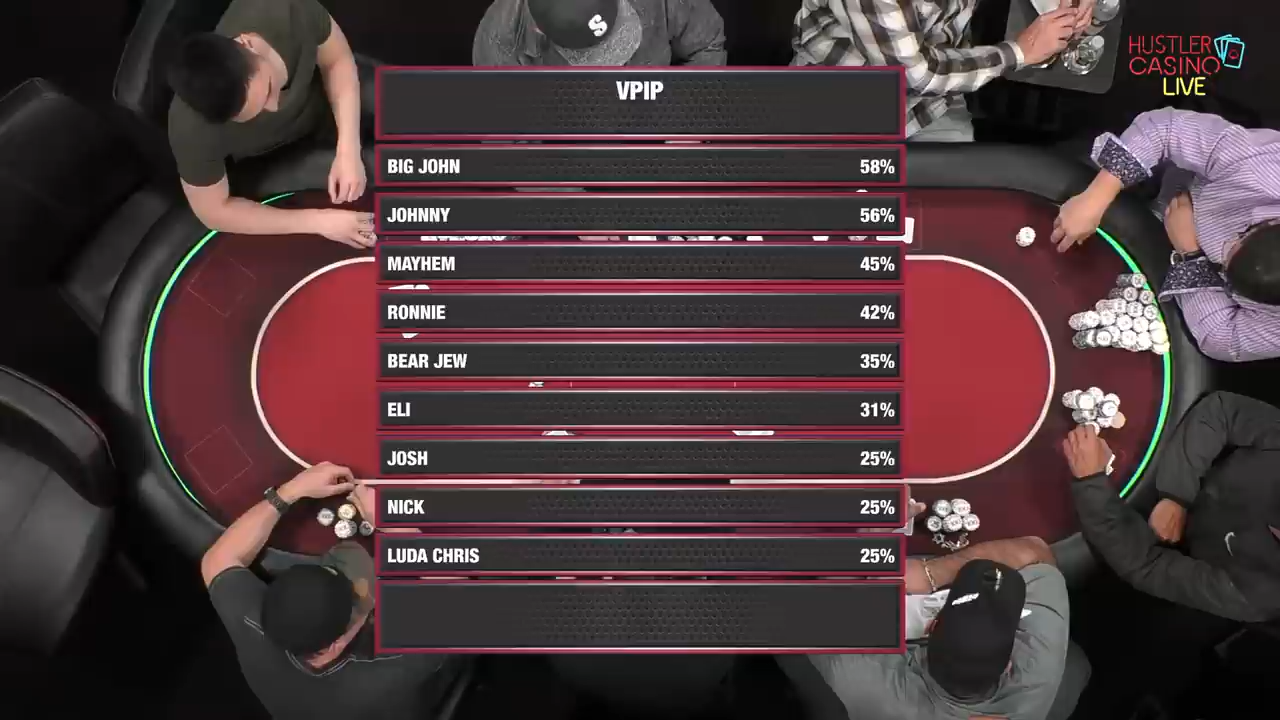 HUSTLER
CASINO
LIVE
VPIP
BIG JOHN 58%
JOHNNY 56%
MAYHEM 45%
RONNIE 42%
BEAR JEW 35%
ELI 31%
JOSH 25%
NICK 25%
LUDA CHRIS 25%